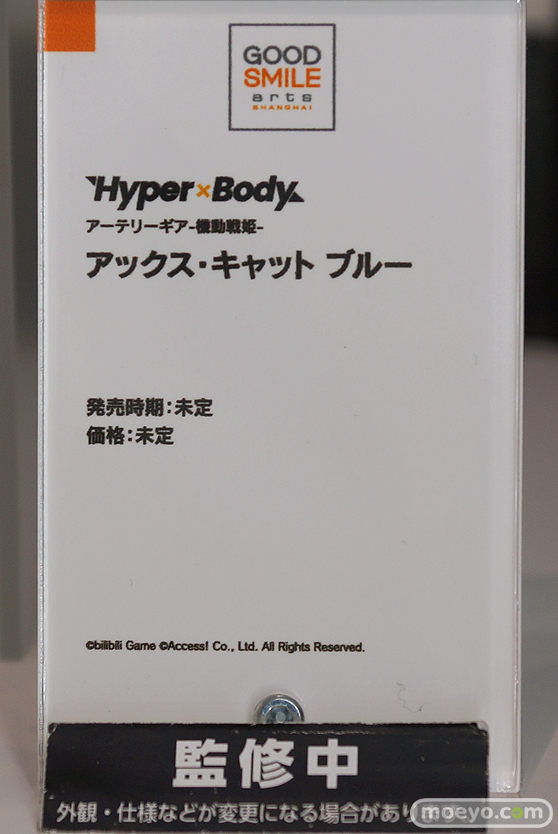 GOOD
SMILE
arts
SHANGHAI
Hyper×Body
アーテリーギア-機動戦姫-
アックス・キャット ブルー
発売時期:未定
価格:未定
©bilibili Game ©Access! Co., Ltd. All Rights Reserved.
監修中
外観・仕様などが変更になる場合があり
moeyo.com